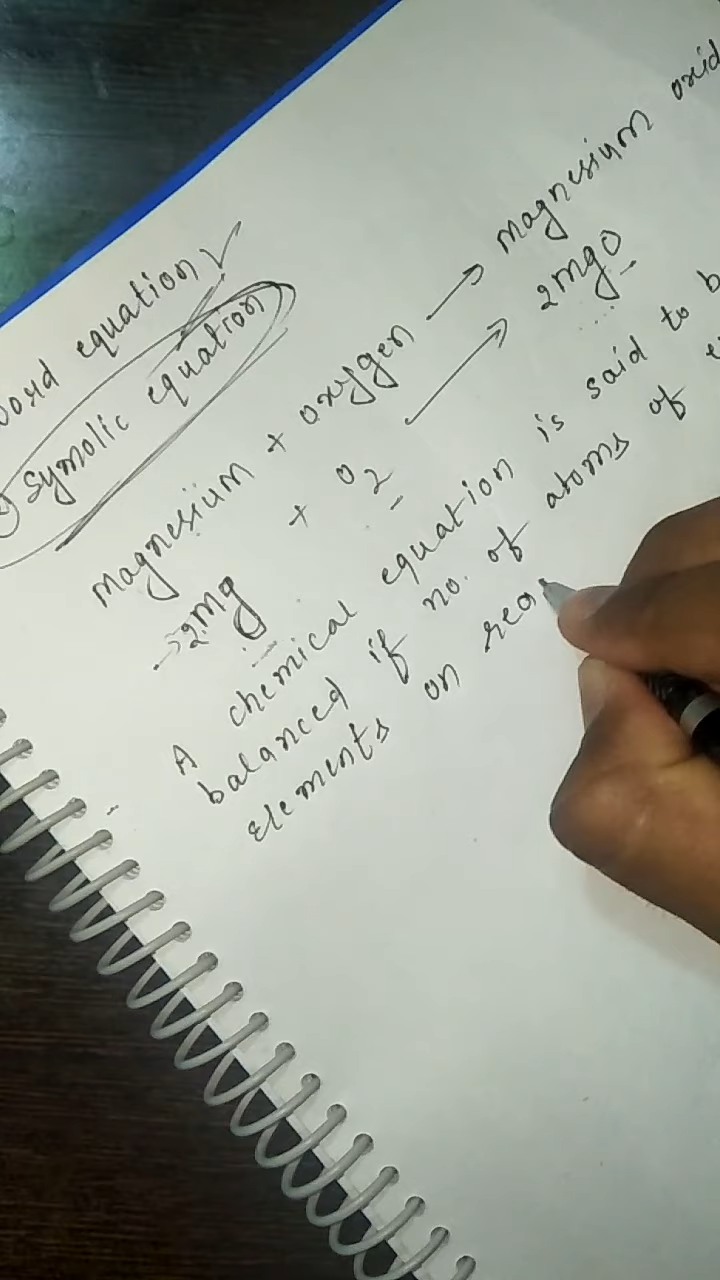 Word equation
Symolic equation
magnesium + oxygen → magnesium oxid
2mg + O2 → 2mgO
A chemical equation is said to b
balanced if no. of atoms of e
elements on rea